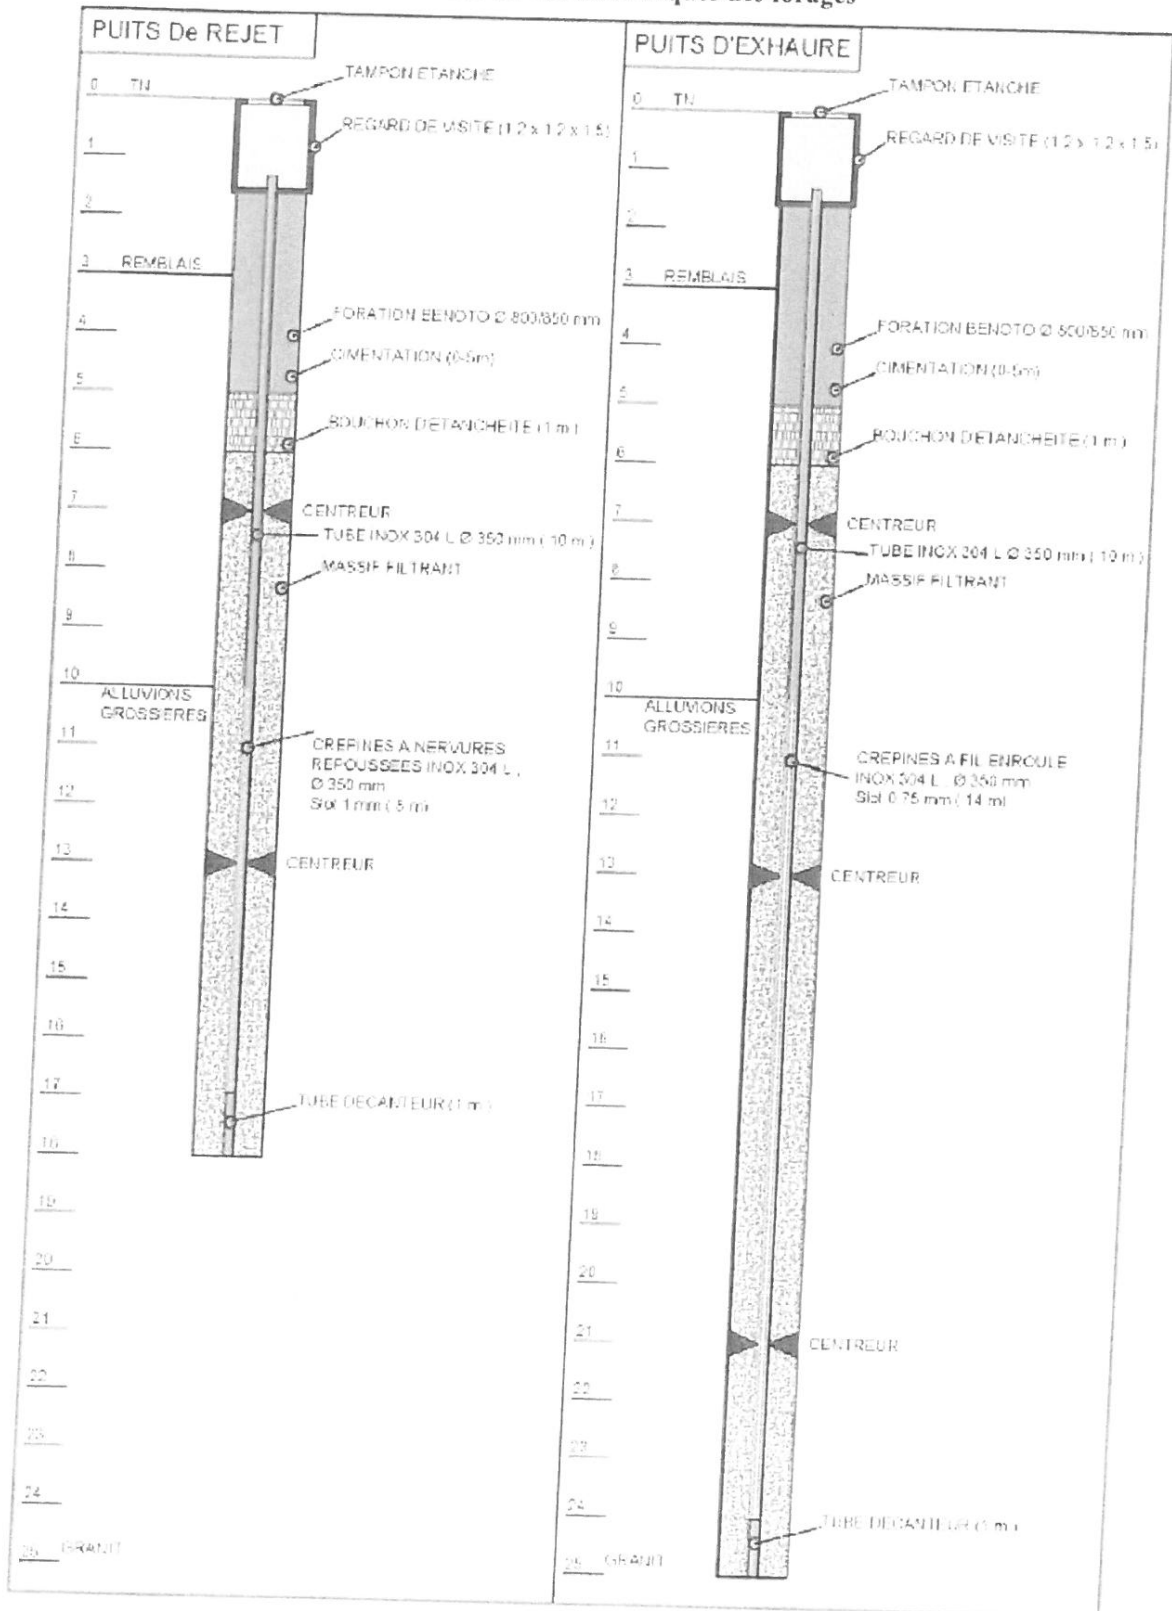 des forages
PUITS De REJET
TAMPON ETANCHE
0 TN
REGARD DE VISITE (1.2 x 1.2 x 1.5)
1
2
3 REMBLAIS
4
FORATION BENOTO Ø 800/850 mm
CIMENTATION (0-5m)
5
BOUCHON D'ETANCHEITE (1 m)
6
7
CENTREUR
TUBE INOX 304 L Ø 350 mm (10 m)
8
MASSIF FILTRANT
9
10
ALLUVIONS
GROSSIERES
11
CREPINES A NERVURES
REPOUSSEES INOX 304 L,
Ø 350 mm
Slot 1 mm (5 m)
12
13
CENTREUR
14
15
16
17
TUBE DECANTEUR (1 m)
18
19
20
21
22
23
24
25 GRANIT
PUITS D'EXHAURE
TAMPON ETANCHE
0 TN
REGARD DE VISITE (1.2 x 1.2 x 1.5)
1
2
3 REMBLAIS
4
FORATION BENOTO Ø 800/850 mm
CIMENTATION (0-5m)
5
BOUCHON D'ETANCHEITE (1 m)
6
7
CENTREUR
TUBE INOX 304 L Ø 350 mm (10 m)
8
MASSIF FILTRANT
9
10
ALLUVIONS
GROSSIERES
11
CREPINES A FIL ENROULE
INOX 304 L, Ø 350 mm
Slot 0.75 mm (14 m)
12
13
CENTREUR
14
15
16
17
18
19
20
21
CENTREUR
22
23
24
TUBE DECANTEUR (1 m)
25 GRANIT